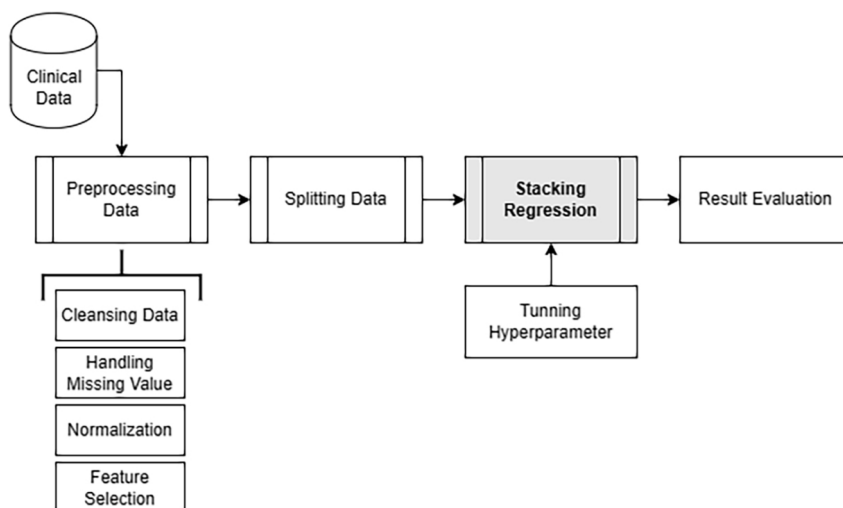 Clinical
Data
Preprocessing
Data
Splitting Data
Stacking
Regression
Result Evaluation
Cleansing Data
Handling
Missing Value
Normalization
Feature
Selection
Tunning
Hyperparameter